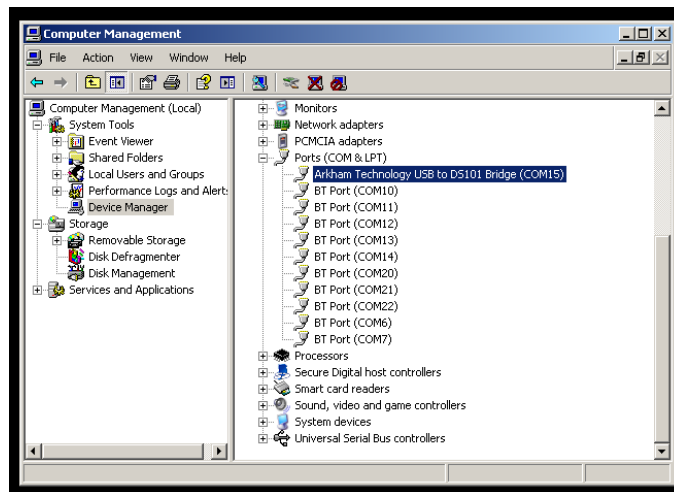 Computer Management
File Action View Window Help
Computer Management (Local)
System Tools
Event Viewer
Shared Folders
Local Users and Groups
Performance Logs and Alert:
Device Manager
Storage
Removable Storage
Disk Defragmenter
Disk Management
Services and Applications
Monitors
Network adapters
PCMCIA adapters
Ports (COM & LPT)
Arkham Technology USB to DS101 Bridge (COM15)
BT Port (COM10)
BT Port (COM11)
BT Port (COM12)
BT Port (COM13)
BT Port (COM14)
BT Port (COM20)
BT Port (COM21)
BT Port (COM22)
BT Port (COM6)
BT Port (COM7)
Processors
Secure Digital host controllers
Smart card readers
Sound, video and game controllers
System devices
Universal Serial Bus controllers